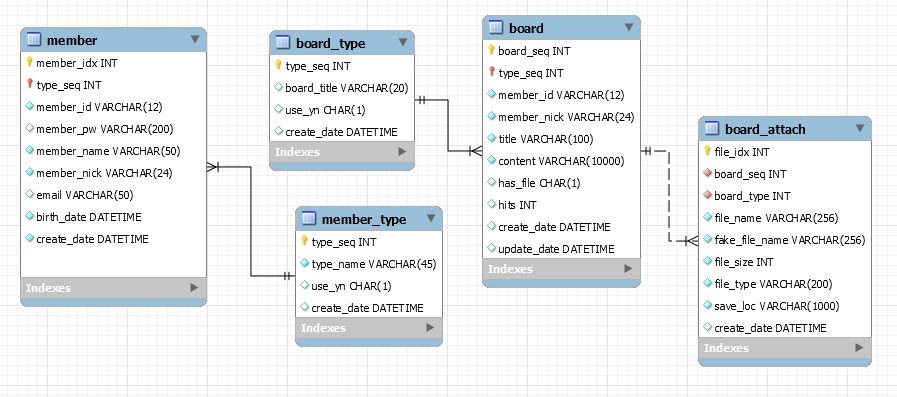 member
member_idx INT
type_seq INT
member_id VARCHAR(12)
member_pw VARCHAR(200)
member_name VARCHAR(50)
member_nick VARCHAR(24)
email VARCHAR(50)
birth_date DATETIME
create_date DATETIME
Indexes
board_type
type_seq INT
board_title VARCHAR(20)
use_yn CHAR(1)
create_date DATETIME
Indexes
member_type
type_seq INT
type_name VARCHAR(45)
use_yn CHAR(1)
create_date DATETIME
Indexes
board
board_seq INT
type_seq INT
member_id VARCHAR(12)
member_nick VARCHAR(24)
title VARCHAR(100)
content VARCHAR(10000)
has_file CHAR(1)
hits INT
create_date DATETIME
update_date DATETIME
Indexes
board_attach
file_idx INT
board_seq INT
board_type INT
file_name VARCHAR(256)
fake_file_name VARCHAR(256)
file_size INT
file_type VARCHAR(200)
save_loc VARCHAR(1000)
create_date DATETIME
Indexes